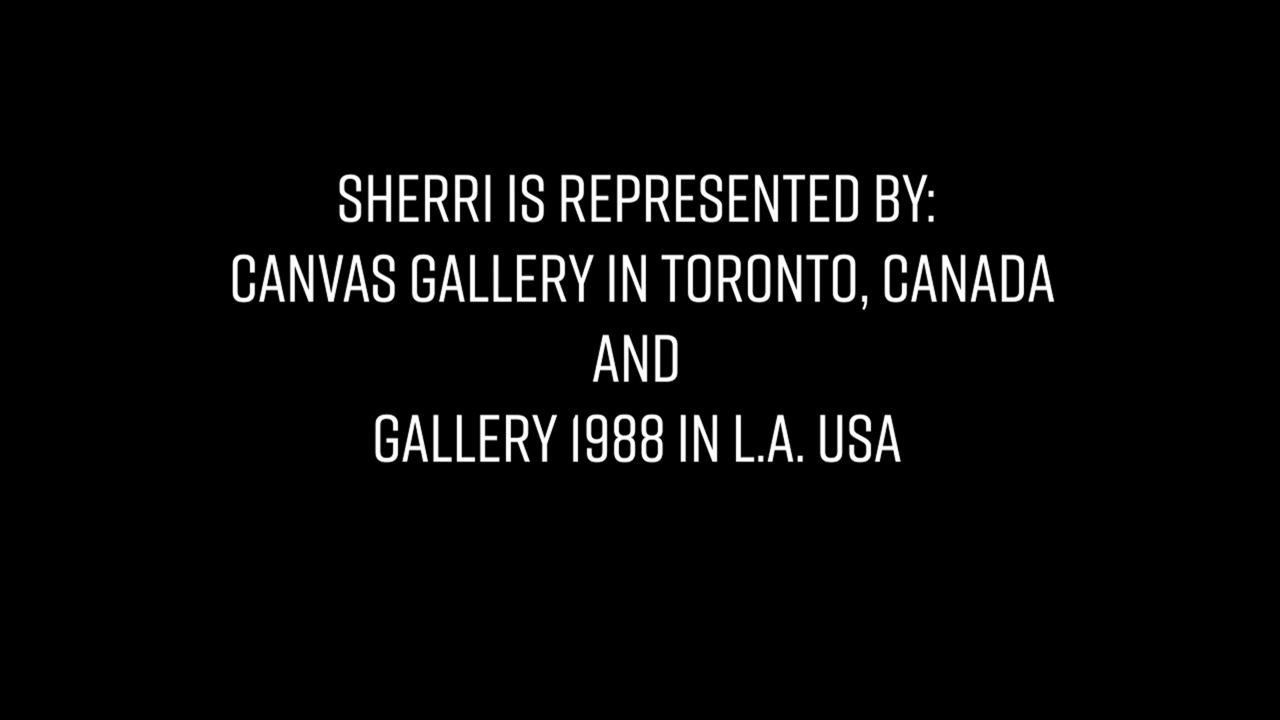 SHERRI IS REPRESENTED BY:
CANVAS GALLERY IN TORONTO, CANADA
AND
GALLERY 1988 IN L.A. USA